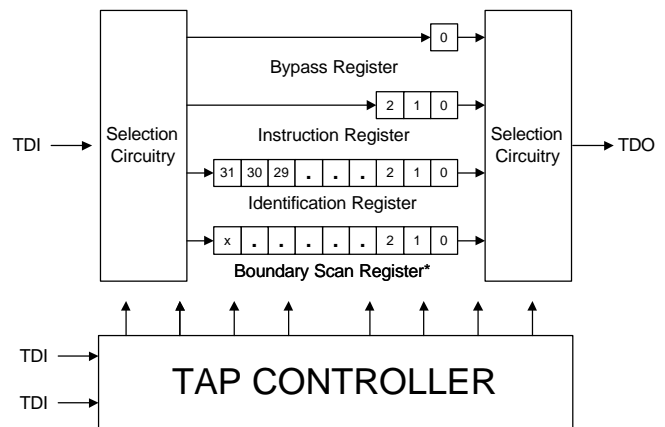 0
Bypass Register
2 1 0
Instruction Register
TDI
Selection
Circuitry
Selection
Circuitry
TDO
31 30 29 . . . 2 1 0
Identification Register
x . . . . . 2 1 0
Boundary Scan Register*
TDI
TDI
TAP CONTROLLER